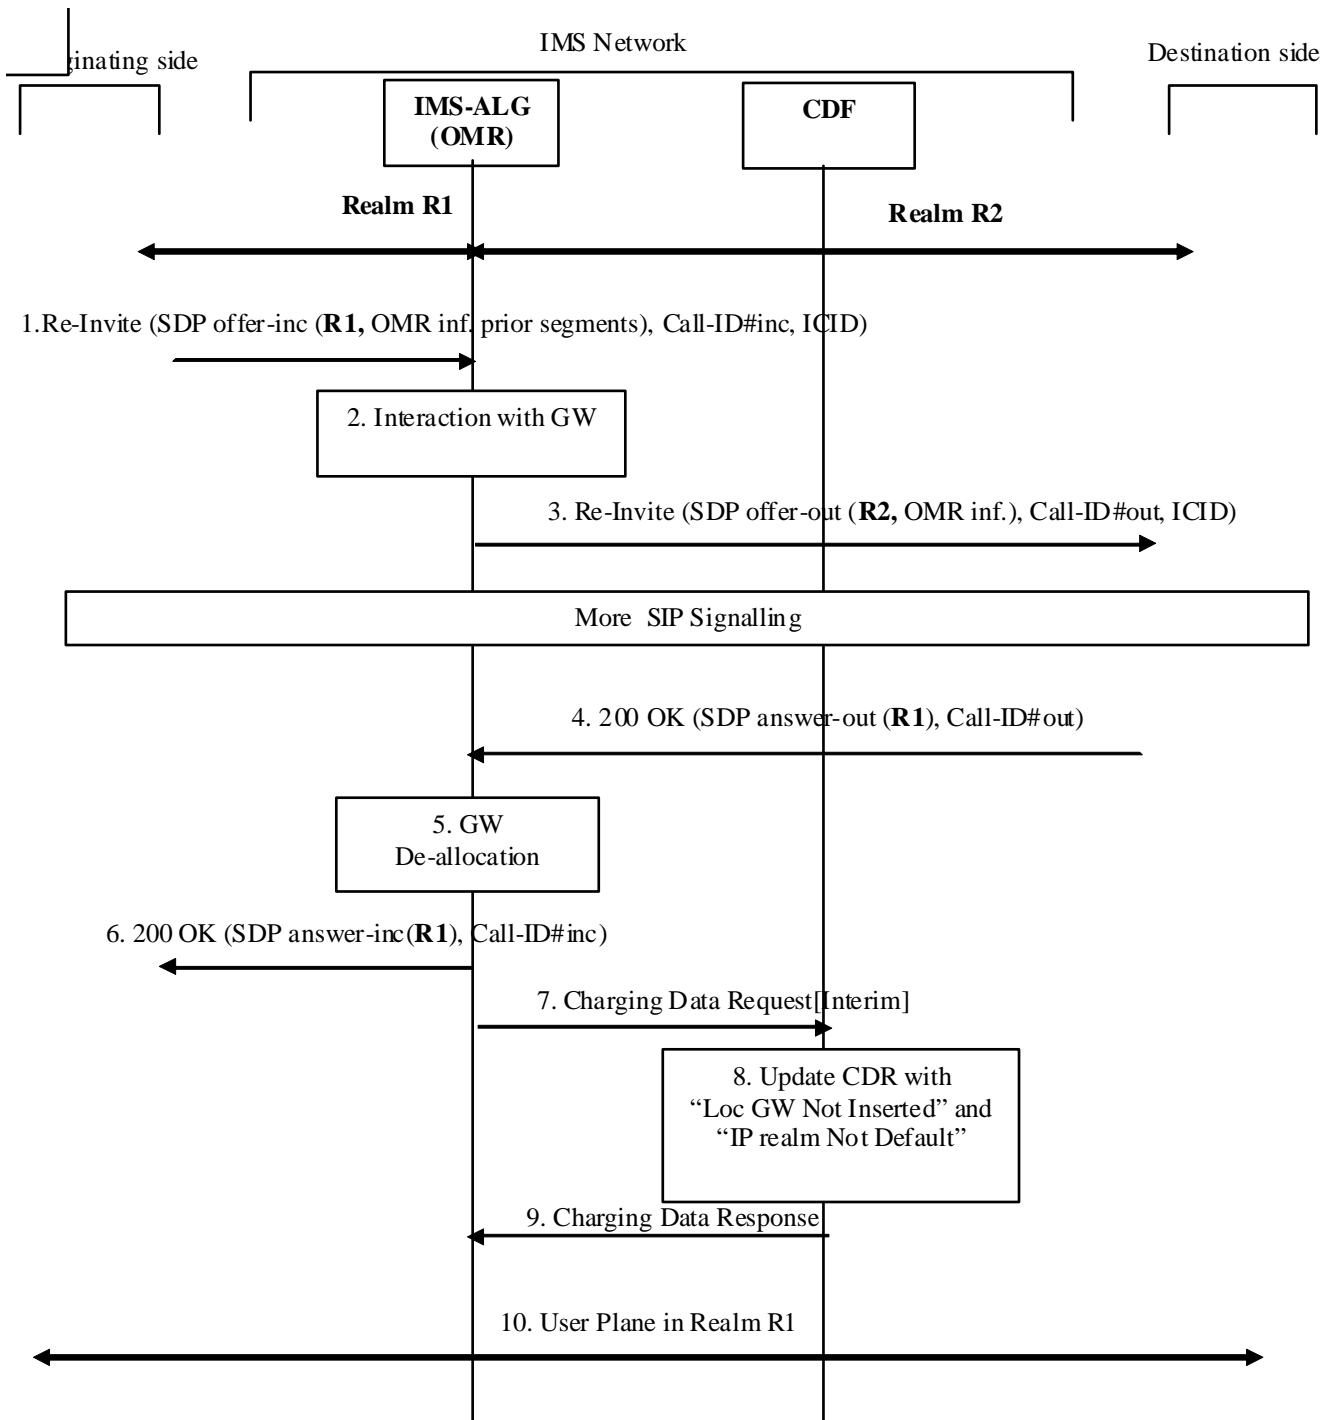 IMS Network
ginating side
Destination side
IMS-ALG
(OMR)
CDF
Realm R1
Realm R2
1.Re-Invite (SDP offer-inc (R1, OMR inf. prior segments), Call-ID#inc, ICID)
2. Interaction with GW
3. Re-Invite (SDP offer-out (R2, OMR inf.), Call-ID#out, ICID)
More SIP Signalling
4. 200 OK (SDP answer-out (R1), Call-ID#out)
5. GW
De-allocation
6. 200 OK (SDP answer-inc(R1), Call-ID#inc)
7. Charging Data Request[Interim]
8. Update CDR with
“Loc GW Not Inserted” and
“IP realm Not Default”
9. Charging Data Response
10. User Plane in Realm R1